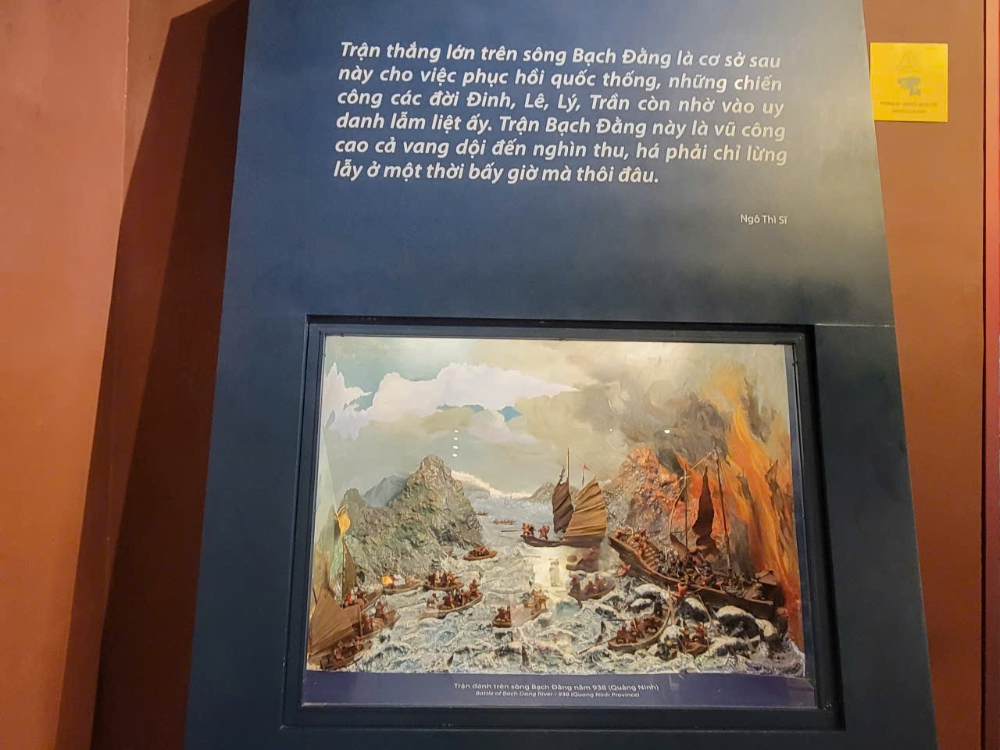 Trận thắng lớn trên sông Bạch Đằng là cơ sở sau
này cho việc phục hồi quốc thống, những chiến
công các đời Đinh, Lê, Lý, Trần còn nhờ vào uy
danh lẫm liệt ấy. Trận Bạch Đằng này là vũ công
cao cả vang dội đến nghìn thu, há phải chỉ lừng
lẫy ở một thời bấy giờ mà thôi đâu.
Ngô Thì Sĩ
Trận đánh trên sông Bạch Đằng năm 938 (Quảng Ninh)
Battle of Bach Dang River - 938 (Quang Ninh Province)